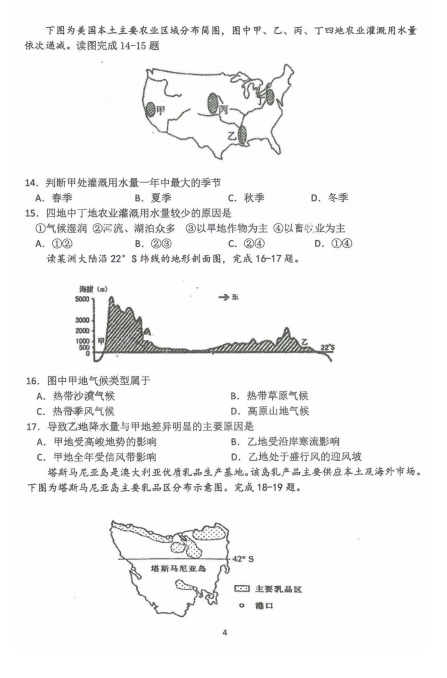 下图为美国本土主要农业区域分布简图，图中甲、乙、丙、丁四地农业灌溉用水量
依次递减。读图完成14-15题
甲
丙
乙
14．判断甲处灌溉用水量一年中最大的季节
A．春季 B．夏季 C．秋季 D．冬季
15．四地中丁地农业灌溉用水量较少的原因是
①气候湿润 ②河流、湖泊众多 ③以旱地作物为主 ④以畜牧业为主
A．①② B．②③ C．②④ D．①④
读某洲大陆沿22°S纬线的地形剖面图，完成16-17题。
海拔（m）
5000
3000
2000
1000
500
0
甲
→东
乙
22°S
16．图中甲地气候类型属于
A．热带沙漠气候 B．热带草原气候
C．热带季风气候 D．高原山地气候
17．导致乙地降水量与甲地差异明显的主要原因是
A．甲地受高峻地势的影响 B．乙地受沿岸寒流影响
C．甲地全年受信风带影响 D．乙地处于盛行风的迎风坡
塔斯马尼亚岛是澳大利亚优质乳品生产基地。该岛乳产品主要供应本土及海外市场。
下图为塔斯马尼亚岛主要乳品区分布示意图。完成18-19题。
42° S
塔斯马尼亚岛
主要乳品区
港口
4